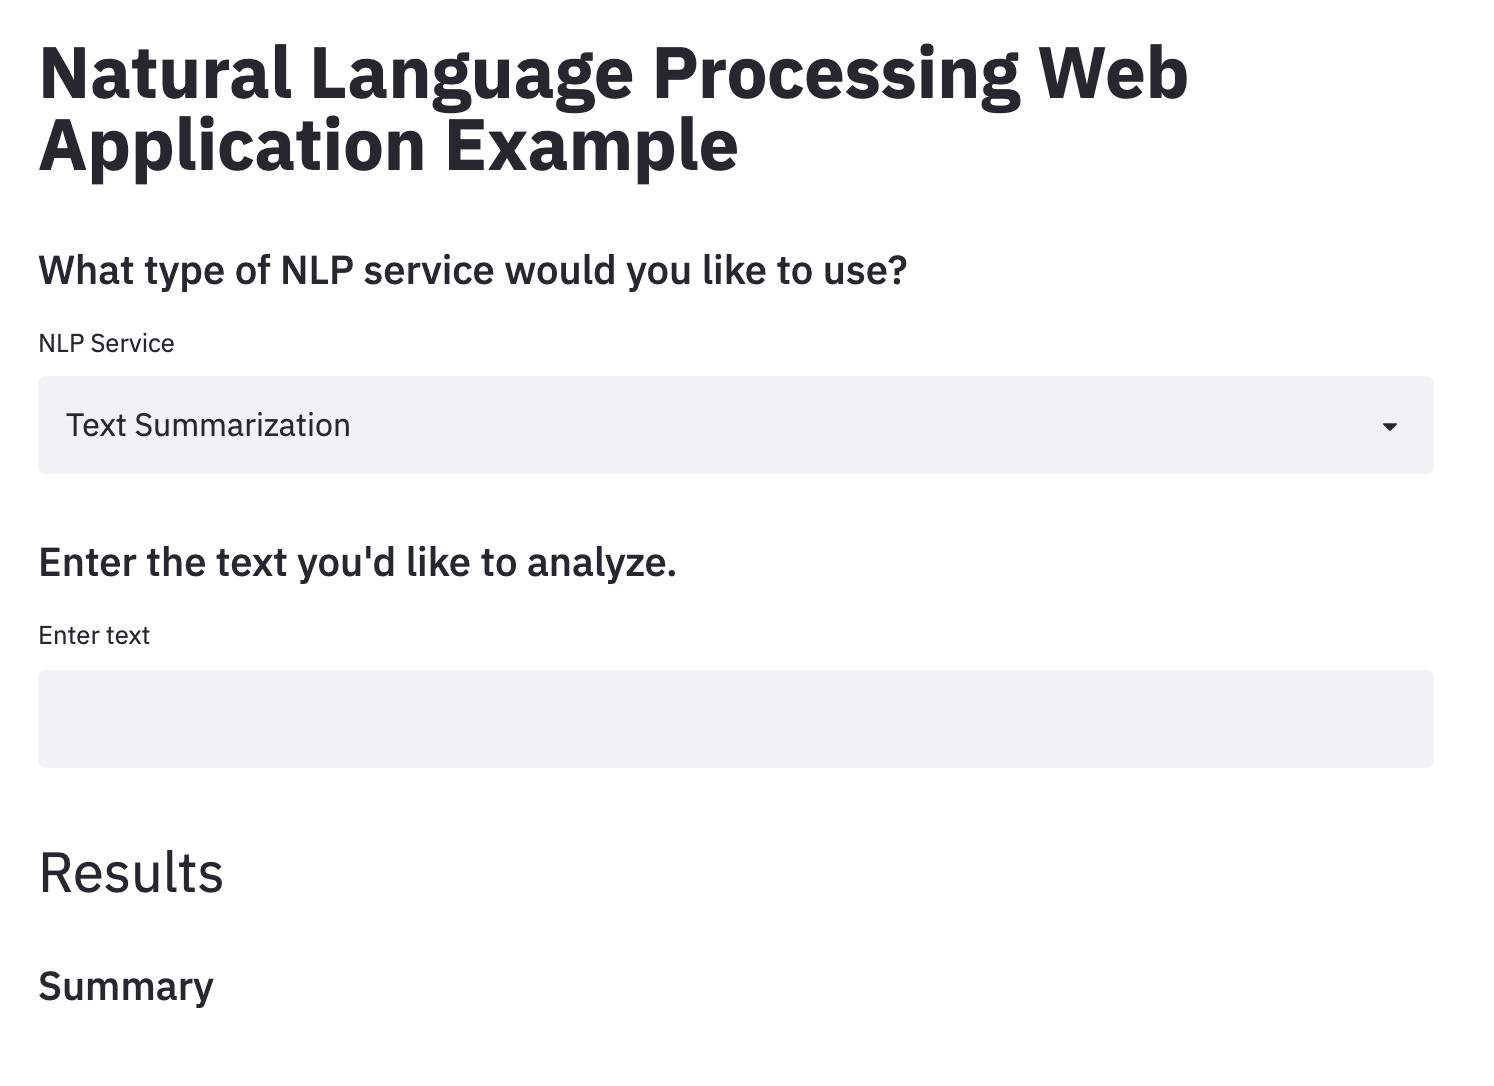 Natural Language Processing Web
Application Example
What type of NLP service would you like to use?
NLP Service
Text Summarization
Enter the text you'd like to analyze.
Enter text
Results
Summary